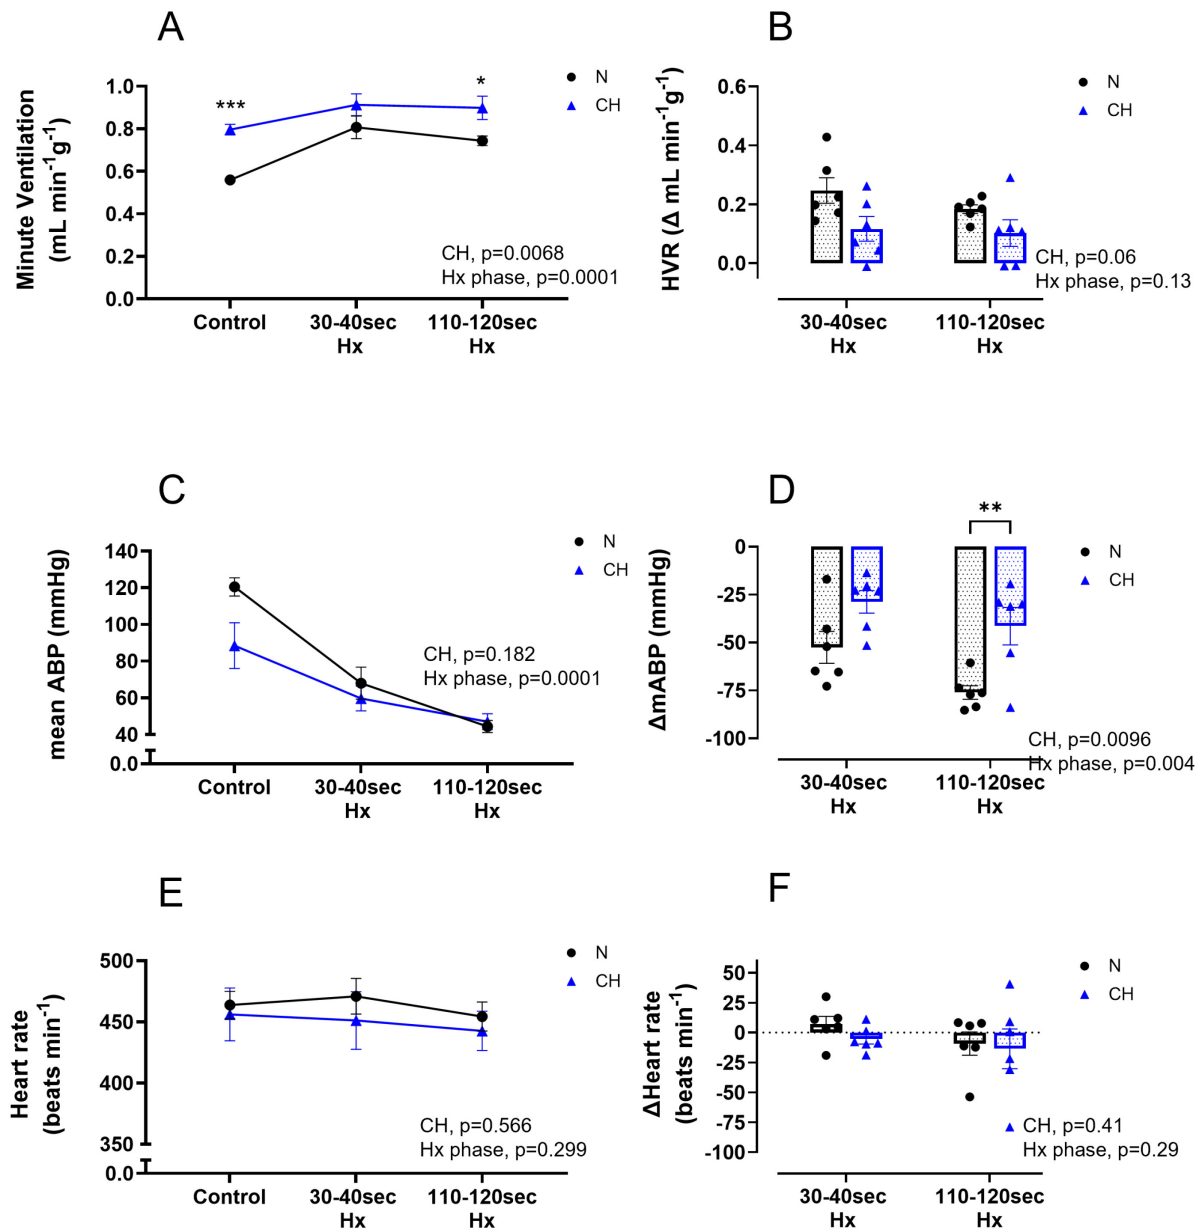 A
Minute Ventilation
(mL min-1g-1)
1.0
0.8
0.6
0.4
0.2
0.0
***
*
N
CH
CH, p=0.0068
Hx phase, p=0.0001
Control
30-40sec
Hx
110-120sec
Hx
B
HVR (Δ mL min-1g-1)
0.6
0.4
0.2
0.0
N
CH
CH, p=0.06
Hx phase, p=0.13
30-40sec
Hx
110-120sec
Hx
C
mean ABP (mmHg)
140
120
100
80
60
40
0.0
N
CH
CH, p=0.182
Hx phase, p=0.0001
Control
30-40sec
Hx
110-120sec
Hx
D
ΔmABP (mmHg)
0
-25
-50
-75
-100
**
N
CH
CH, p=0.0096
Hx phase, p=0.004
30-40sec
Hx
110-120sec
Hx
E
Heart rate
(beats min-1)
500
450
400
350
0.0
N
CH
CH, p=0.566
Hx phase, p=0.299
Control
30-40sec
Hx
110-120sec
Hx
F
ΔHeart rate
(beats min-1)
50
25
0
-25
-50
-75
-100
N
CH
CH, p=0.41
Hx phase, p=0.29
30-40sec
Hx
110-120sec
Hx